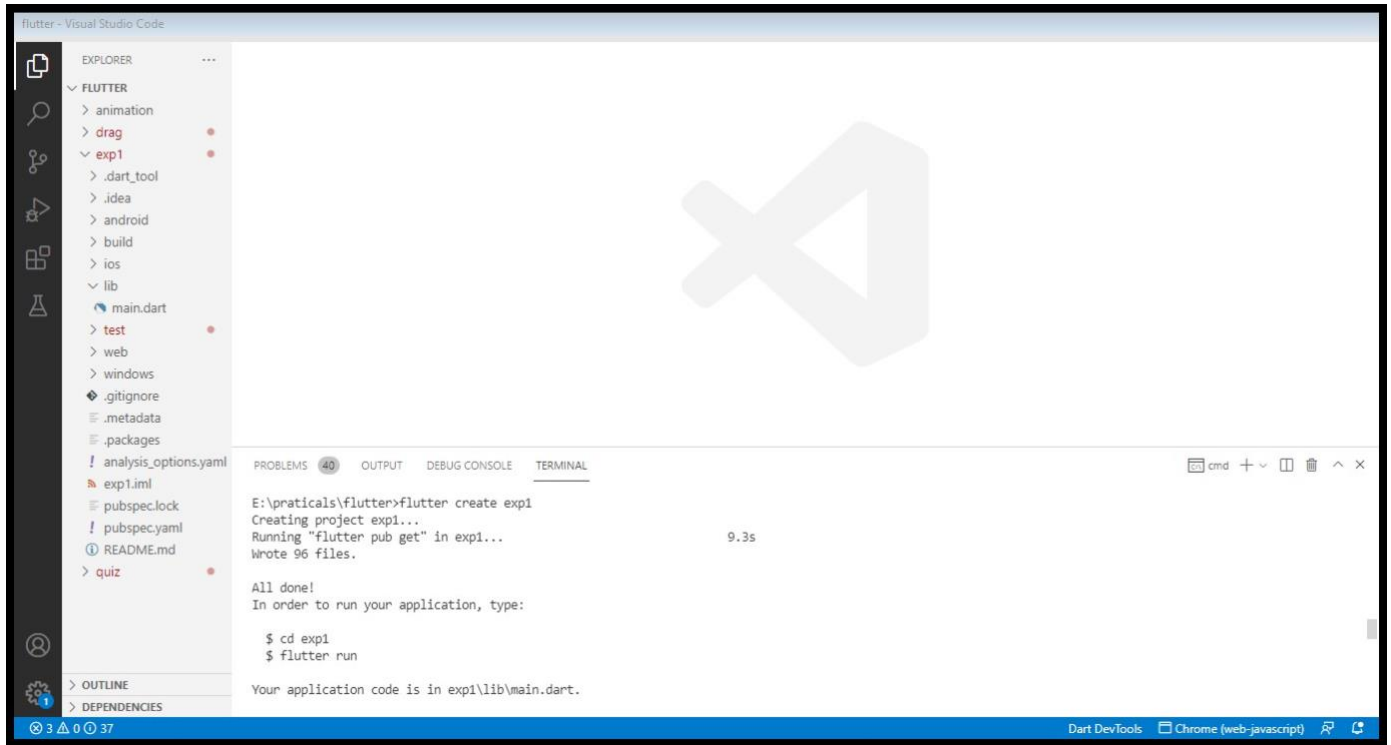 flutter - Visual Studio Code
EXPLORER ...
FLUTTER
animation
drag
exp1
.dart_tool
.idea
android
build
ios
lib
main.dart
test
web
windows
.gitignore
.metadata
.packages
analysis_options.yaml
exp1.iml
pubspec.lock
pubspec.yaml
README.md
quiz
OUTLINE
DEPENDENCIES
PROBLEMS 40 OUTPUT DEBUG CONSOLE TERMINAL cmd
E:\praticals\flutter>flutter create exp1
Creating project exp1...
Running "flutter pub get" in exp1... 9.3s
Wrote 96 files.
All done!
In order to run your application, type:
$ cd exp1
$ flutter run
Your application code is in exp1\lib\main.dart.
1
3 0 37 Dart DevTools Chrome (web-javascript)